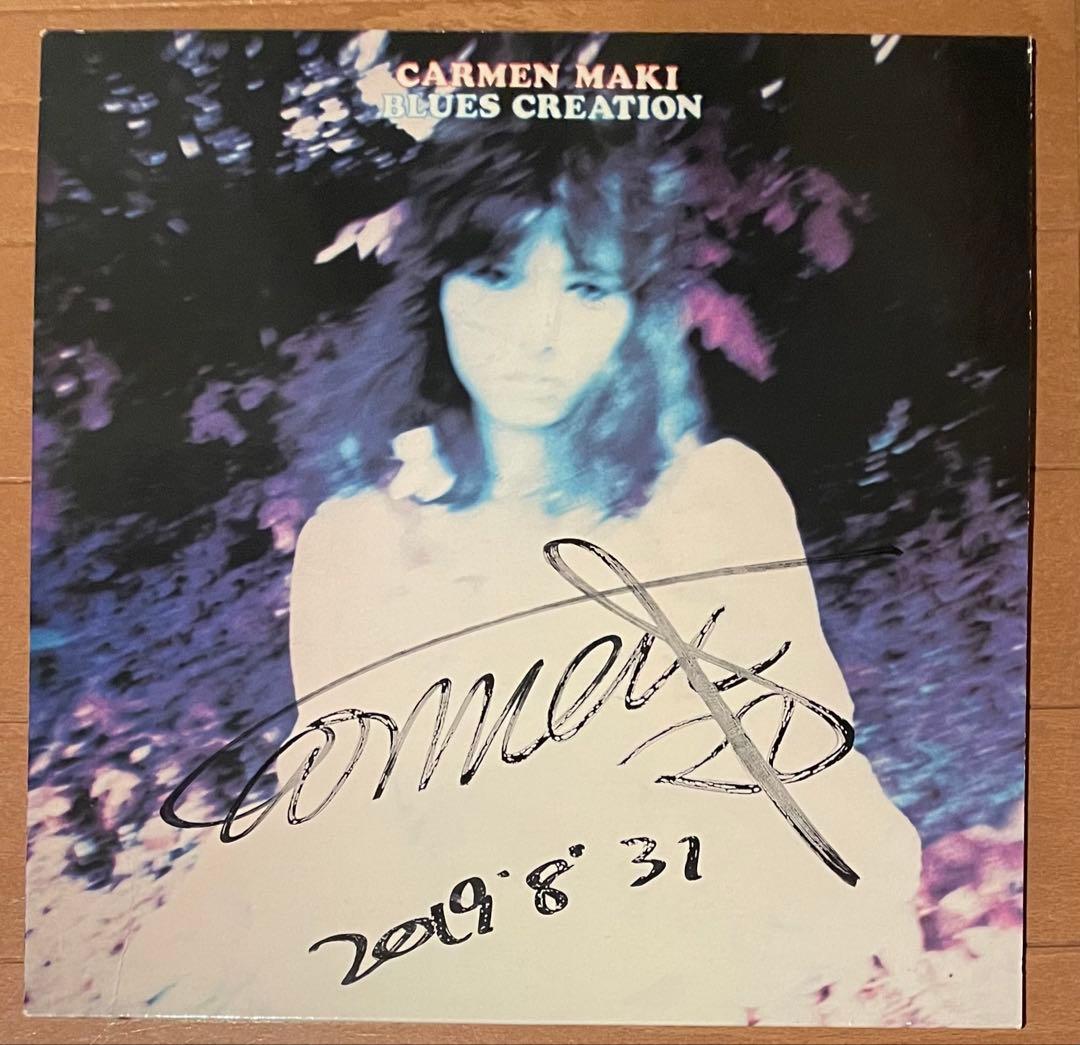 CARMEN MAKI
BLUES CREATION
Carmen
2019·8·31